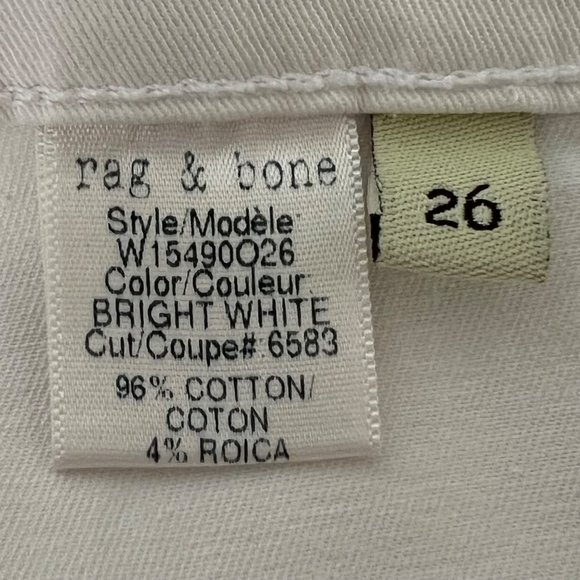 rag & bone
Style/Modèle
W15490O26
Color/Couleur:
BRIGHT WHITE
Cut/Coupe# 6583
96% COTTON/
COTON
4% ROICA
26